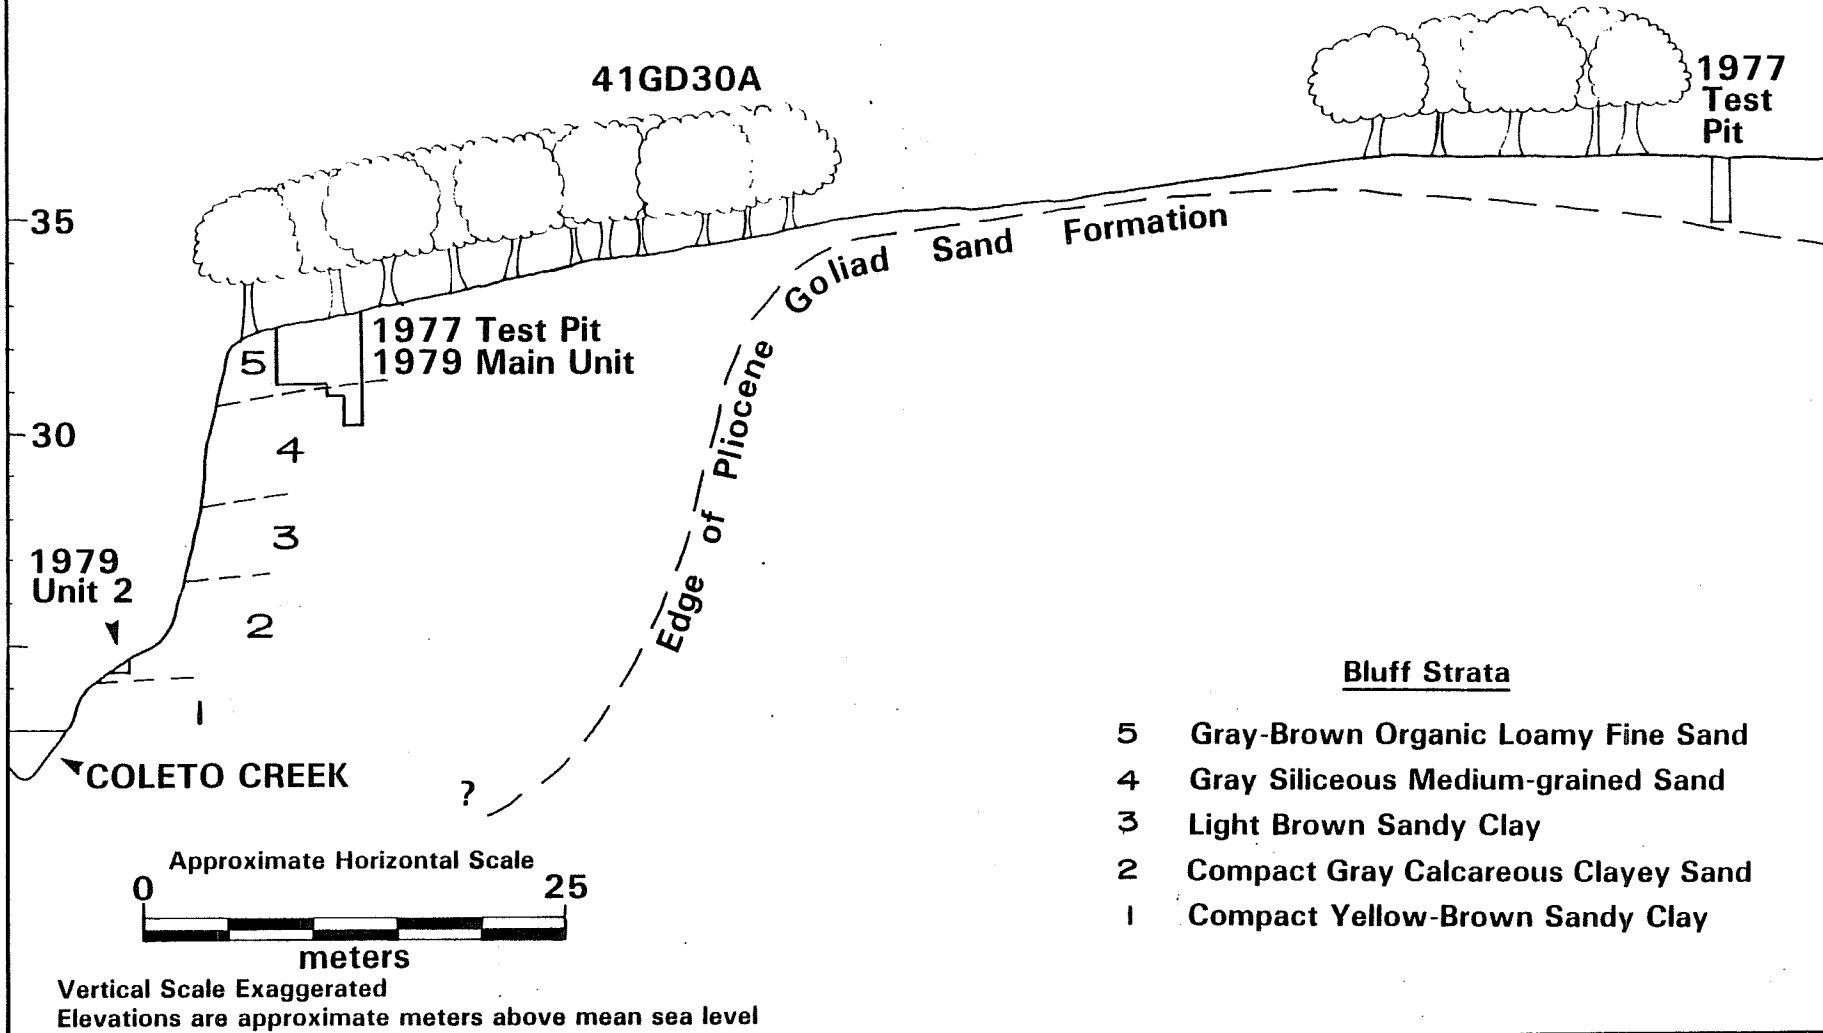 41GD30A
1977
Test
Pit
35
1977 Test Pit
1979 Main Unit
5
30
4
3
1979
Unit 2
2
1
COLETO CREEK
?
Edge of Pliocene Goliad Sand Formation
Approximate Horizontal Scale
0 25
meters
Vertical Scale Exaggerated
Elevations are approximate meters above mean sea level
Bluff Strata
5 Gray-Brown Organic Loamy Fine Sand
4 Gray Siliceous Medium-grained Sand
3 Light Brown Sandy Clay
2 Compact Gray Calcareous Clayey Sand
1 Compact Yellow-Brown Sandy Clay